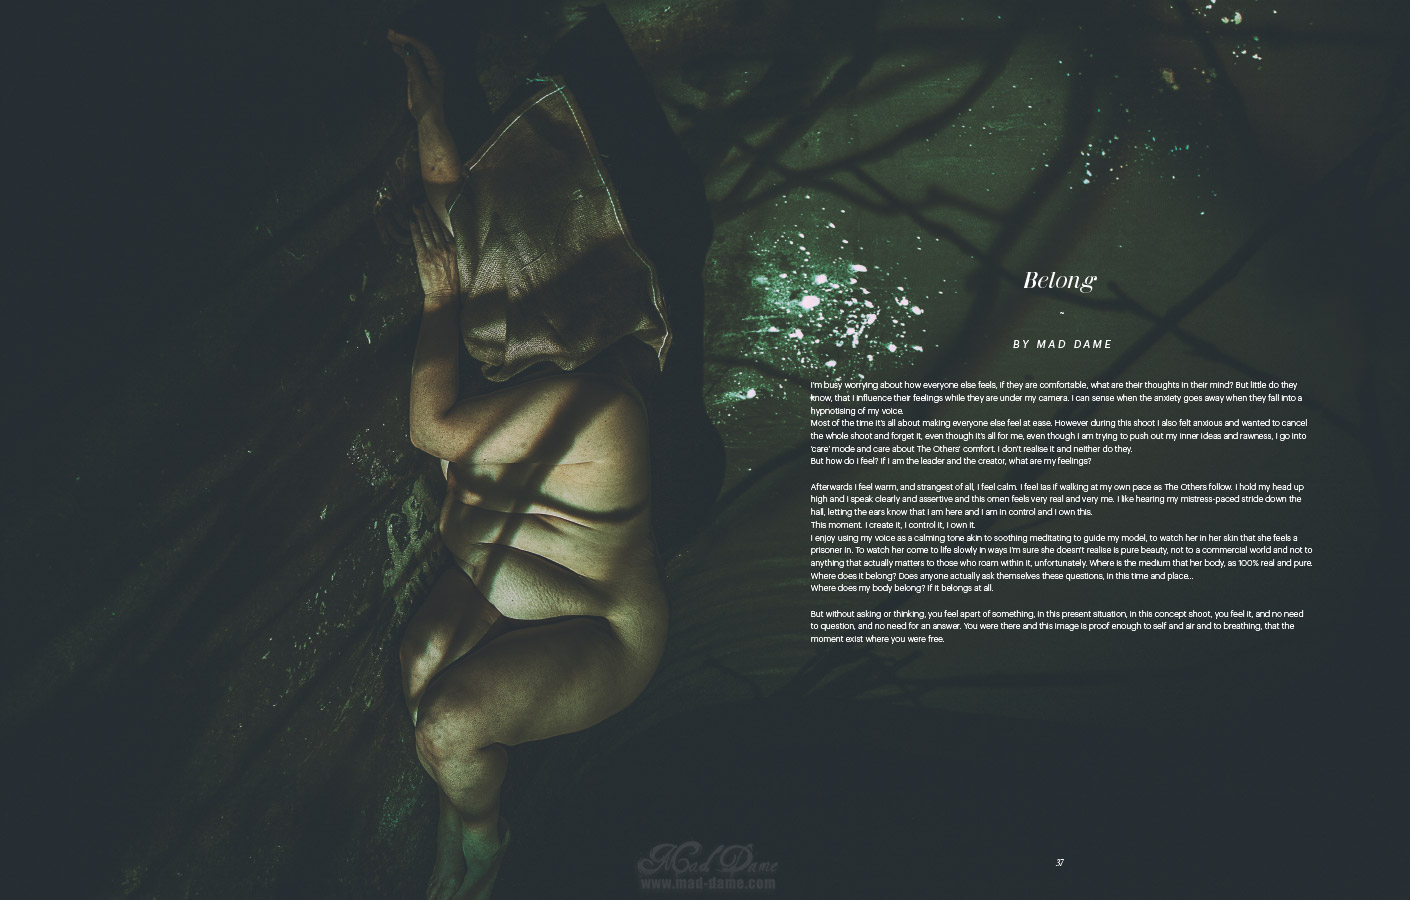 Belong
~
BY MAD DAME
I'm busy worrying about how everyone else feels, if they are comfortable, what are their thoughts in their mind? But little do they
know, that I influence their feelings while they are under my camera. I can sense when the anxiety goes away when they fall into a
hypnotising of my voice.
Most of the time it's all about making everyone else feel at ease. However during this shoot I also felt anxious and wanted to cancel
the whole shoot and forget it, even though it's all for me, even though I am trying to push out my inner ideas and rawness, I go into
'care' mode and care about The Others' comfort. I don't realise it and neither do they.
But how do I feel? If I am the leader and the creator, what are my feelings?
Afterwards I feel warm, and strangest of all, I feel calm. I feel Ias if walking at my own pace as The Others follow. I hold my head up
high and I speak clearly and assertive and this omen feels very real and very me. I like hearing my mistress-paced stride down the
hall, letting the ears know that I am here and I am in control and I own this.
This moment. I create it, I control it, I own it.
I enjoy using my voice as a calming tone akin to soothing meditating to guide my model, to watch her in her skin that she feels a
prisoner in. To watch her come to life slowly in ways I'm sure she doesn't realise is pure beauty, not to a commercial world and not to
anything that actually matters to those who roam within it, unfortunately. Where is the medium that her body, as 100% real and pure.
Where does it belong? Does anyone actually ask themselves these questions, in this time and place...
Where does my body belong? If it belongs at all.
But without asking or thinking, you feel apart of something, in this present situation, in this concept shoot, you feel it, and no need
to question, and no need for an answer. You were there and this image is proof enough to self and air and to breathing, that the
moment exist where you were free.
Mad Dame
www.mad-dame.com
37